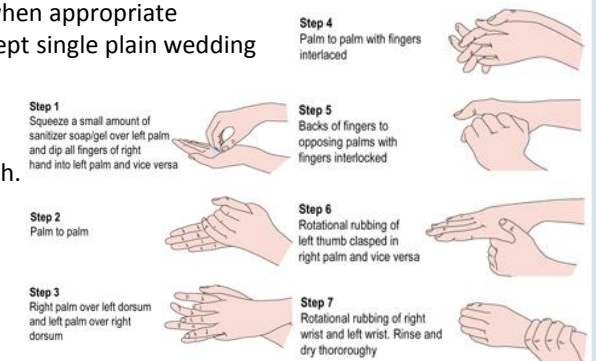 when appropriate
ept single plain wedding
h.
Step 1
Squeeze a small amount of
sanitizer soap/gel over left palm
and dip all fingers of right
hand into left palm and vice versa
Step 2
Palm to palm
Step 3
Right palm over left dorsum
and left palm over right
dorsum
Step 4
Palm to palm with fingers
interlaced
Step 5
Backs of fingers to
opposing palms with
fingers interlocked
Step 6
Rotational rubbing of
left thumb clasped in
right palm and vice versa
Step 7
Rotational rubbing of right
wrist and left wrist. Rinse and
dry thororoughy